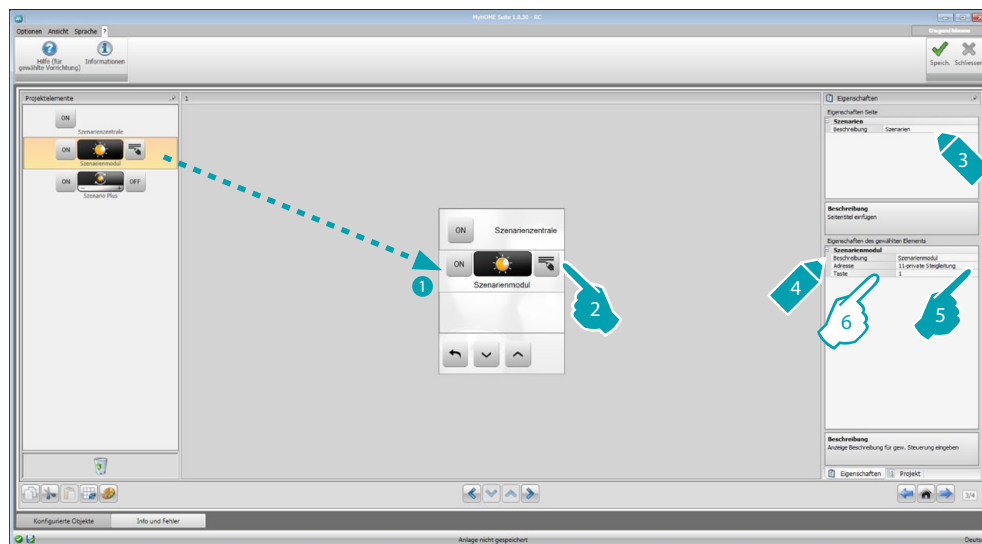 MyHOME Suite 1.0.30 - RC
Optionen Ansicht Sprache ?
Hilfe (für gewählte Vorrichtung)
Informationen
Speich. Schliessen
Projektelemente
1
Eigenschaften
ON
Szenarienzentrale
ON
Szenarienmodul
ON OFF
Szenario Plus
ON Szenarienzentrale
ON
Szenarienmodul
1
2
Eigenschaften Seite
Szenarien
Beschreibung Szenarien
3
Beschreibung
Seitentitel einfügen
Eigenschaften des gewählten Elements
Szenarienmodul
Beschreibung Szenarienmodul
Adresse 11-private Steigleitung
Taste 1
4
5
6
Beschreibung
Anzeige Beschreibung für gew. Steuerung eingeben
Eigenschaften Projekt
3/4
Konfigurierte Objekte Info und Fehler
Anlage nicht gespeichert